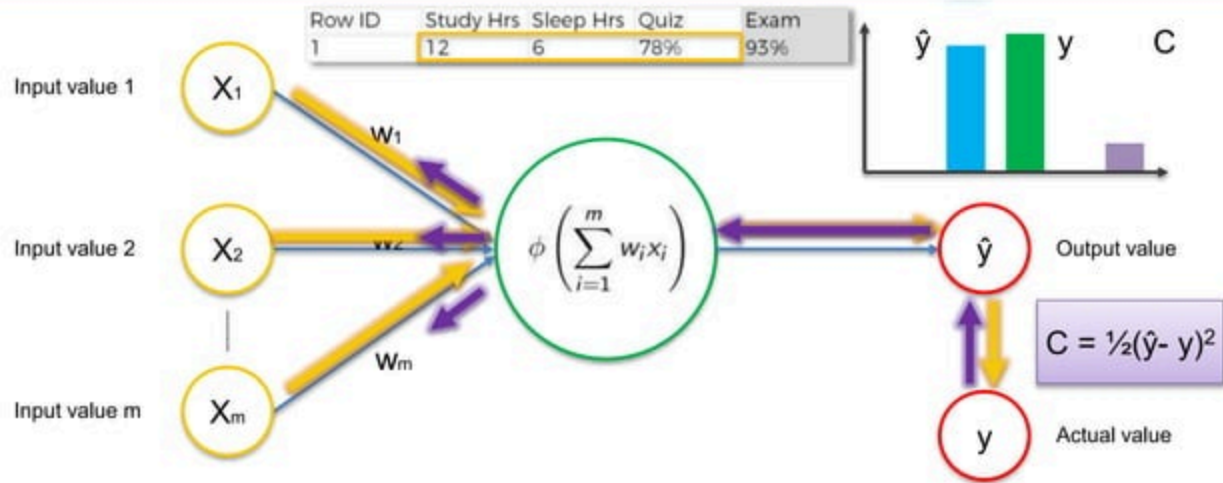 Row ID Study Hrs Sleep Hrs Quiz Exam
1 12 6 78% 93%
ŷ y C
Input value 1
X₁
w₁
Input value 2
X₂
w₂
ϕ(∑ᵢ₌₁ᵐ wᵢxᵢ)
ŷ
Output value
C = ½(ŷ- y)²
wₘ
Input value m
Xₘ
y
Actual value